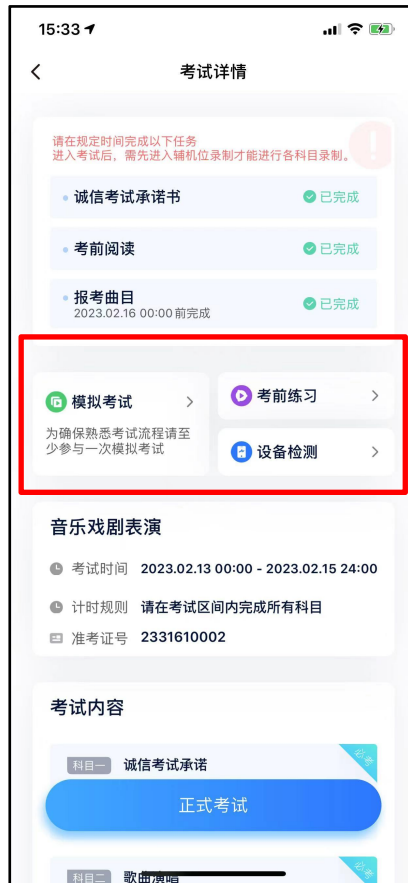 15:33
考试详情
请在规定时间完成以下任务
进入考试后，需先进入辅机位录制才能进行各科目录制。
诚信考试承诺书 已完成
考前阅读 已完成
报考曲目 已完成
2023.02.16 00:00前完成
模拟考试
为确保熟悉考试流程请至
少参与一次模拟考试
考前练习
设备检测
音乐戏剧表演
考试时间 2023.02.13 00:00 - 2023.02.15 24:00
计时规则 请在考试区间内完成所有科目
准考证号 2331610002
考试内容
科目一 诚信考试承诺 必考
正式考试
科目二 歌曲演唱 必考